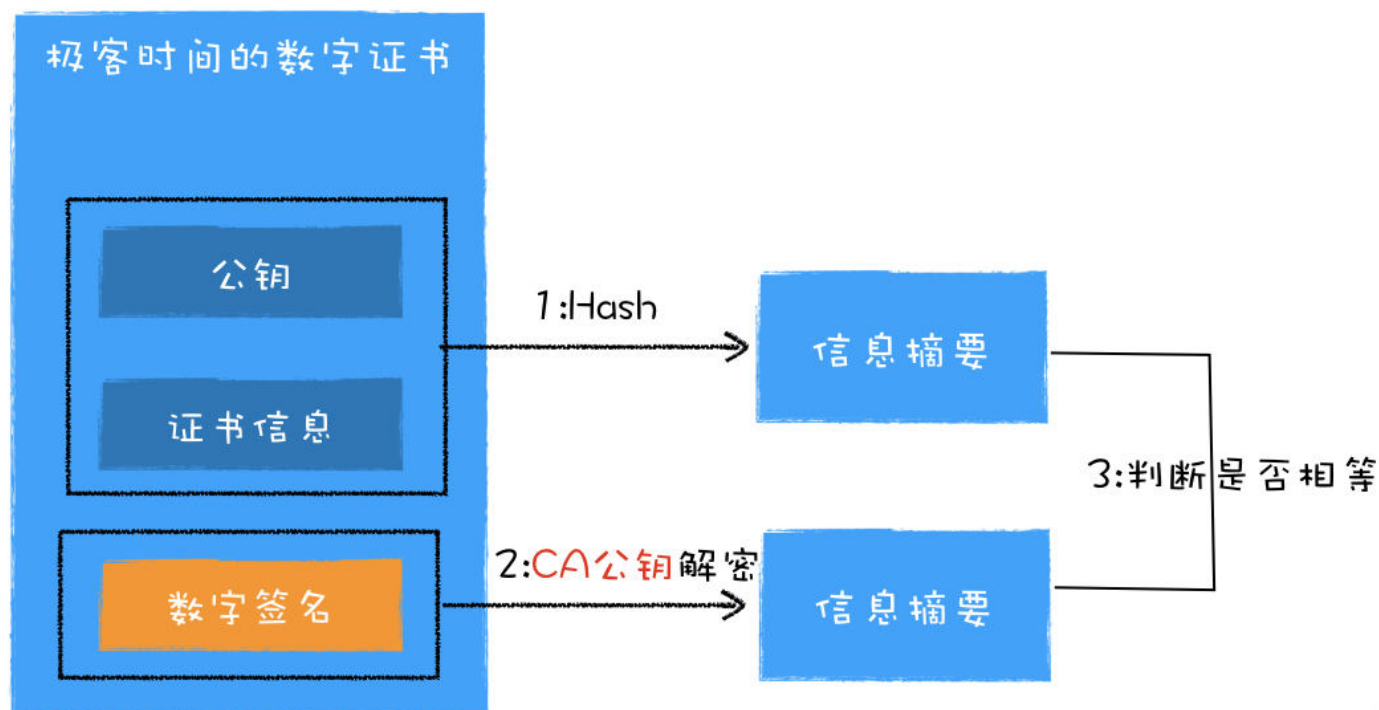 极客时间的数字证书
公钥
证书信息
1:Hash
信息摘要
3:判断是否相等
数字签名
2:CA公钥解密
信息摘要